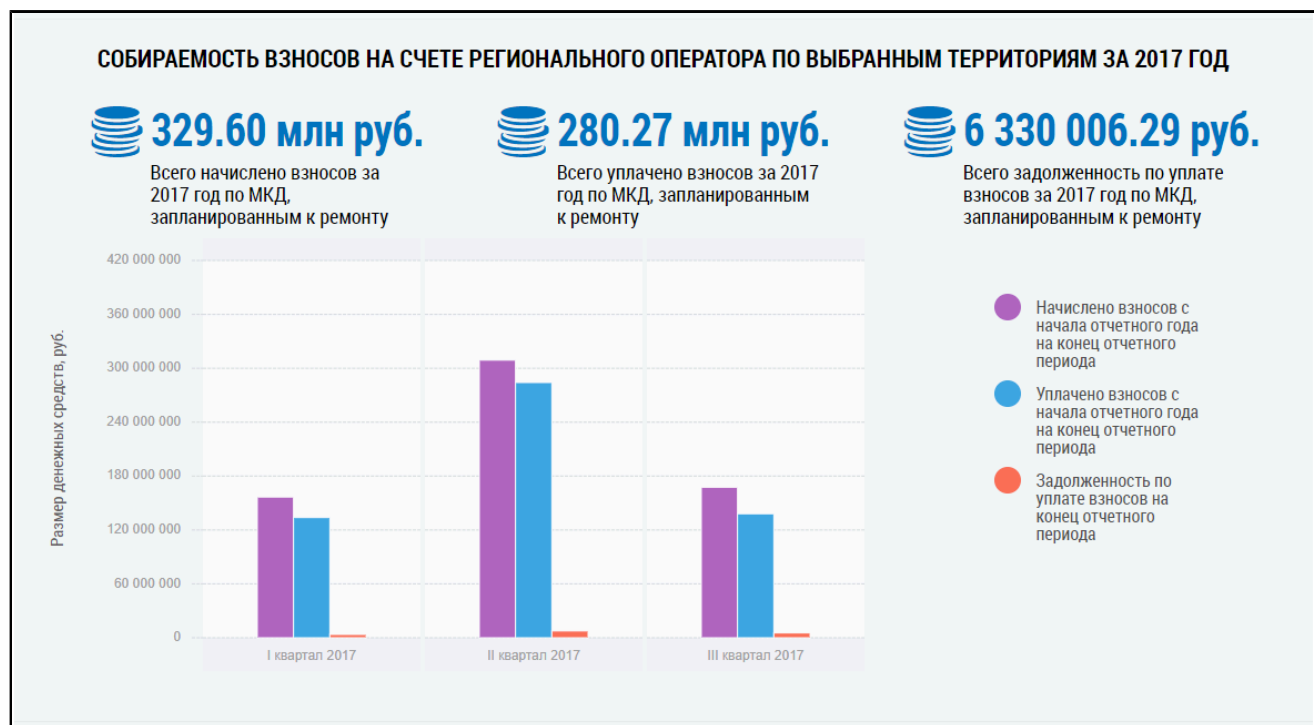 СОБИРАЕМОСТЬ ВЗНОСОВ НА СЧЕТЕ РЕГИОНАЛЬНОГО ОПЕРАТОРА ПО ВЫБРАННЫМ ТЕРРИТОРИЯМ ЗА 2017 ГОД
329.60 млн руб.
Всего начислено взносов за
2017 год по МКД,
запланированным к ремонту
280.27 млн руб.
Всего уплачено взносов за 2017
год по МКД, запланированным
к ремонту
6 330 006.29 руб.
Всего задолженность по уплате
взносов за 2017 год по МКД,
запланированным к ремонту
Размер денежных средств, руб.
420 000 000
360 000 000
300 000 000
240 000 000
180 000 000
120 000 000
60 000 000
0
I квартал 2017
II квартал 2017
III квартал 2017
Начислено взносов с
начала отчетного года
на конец отчетного
периода
Уплачено взносов с
начала отчетного года
на конец отчетного
периода
Задолженность по
уплате взносов на
конец отчетного
периода